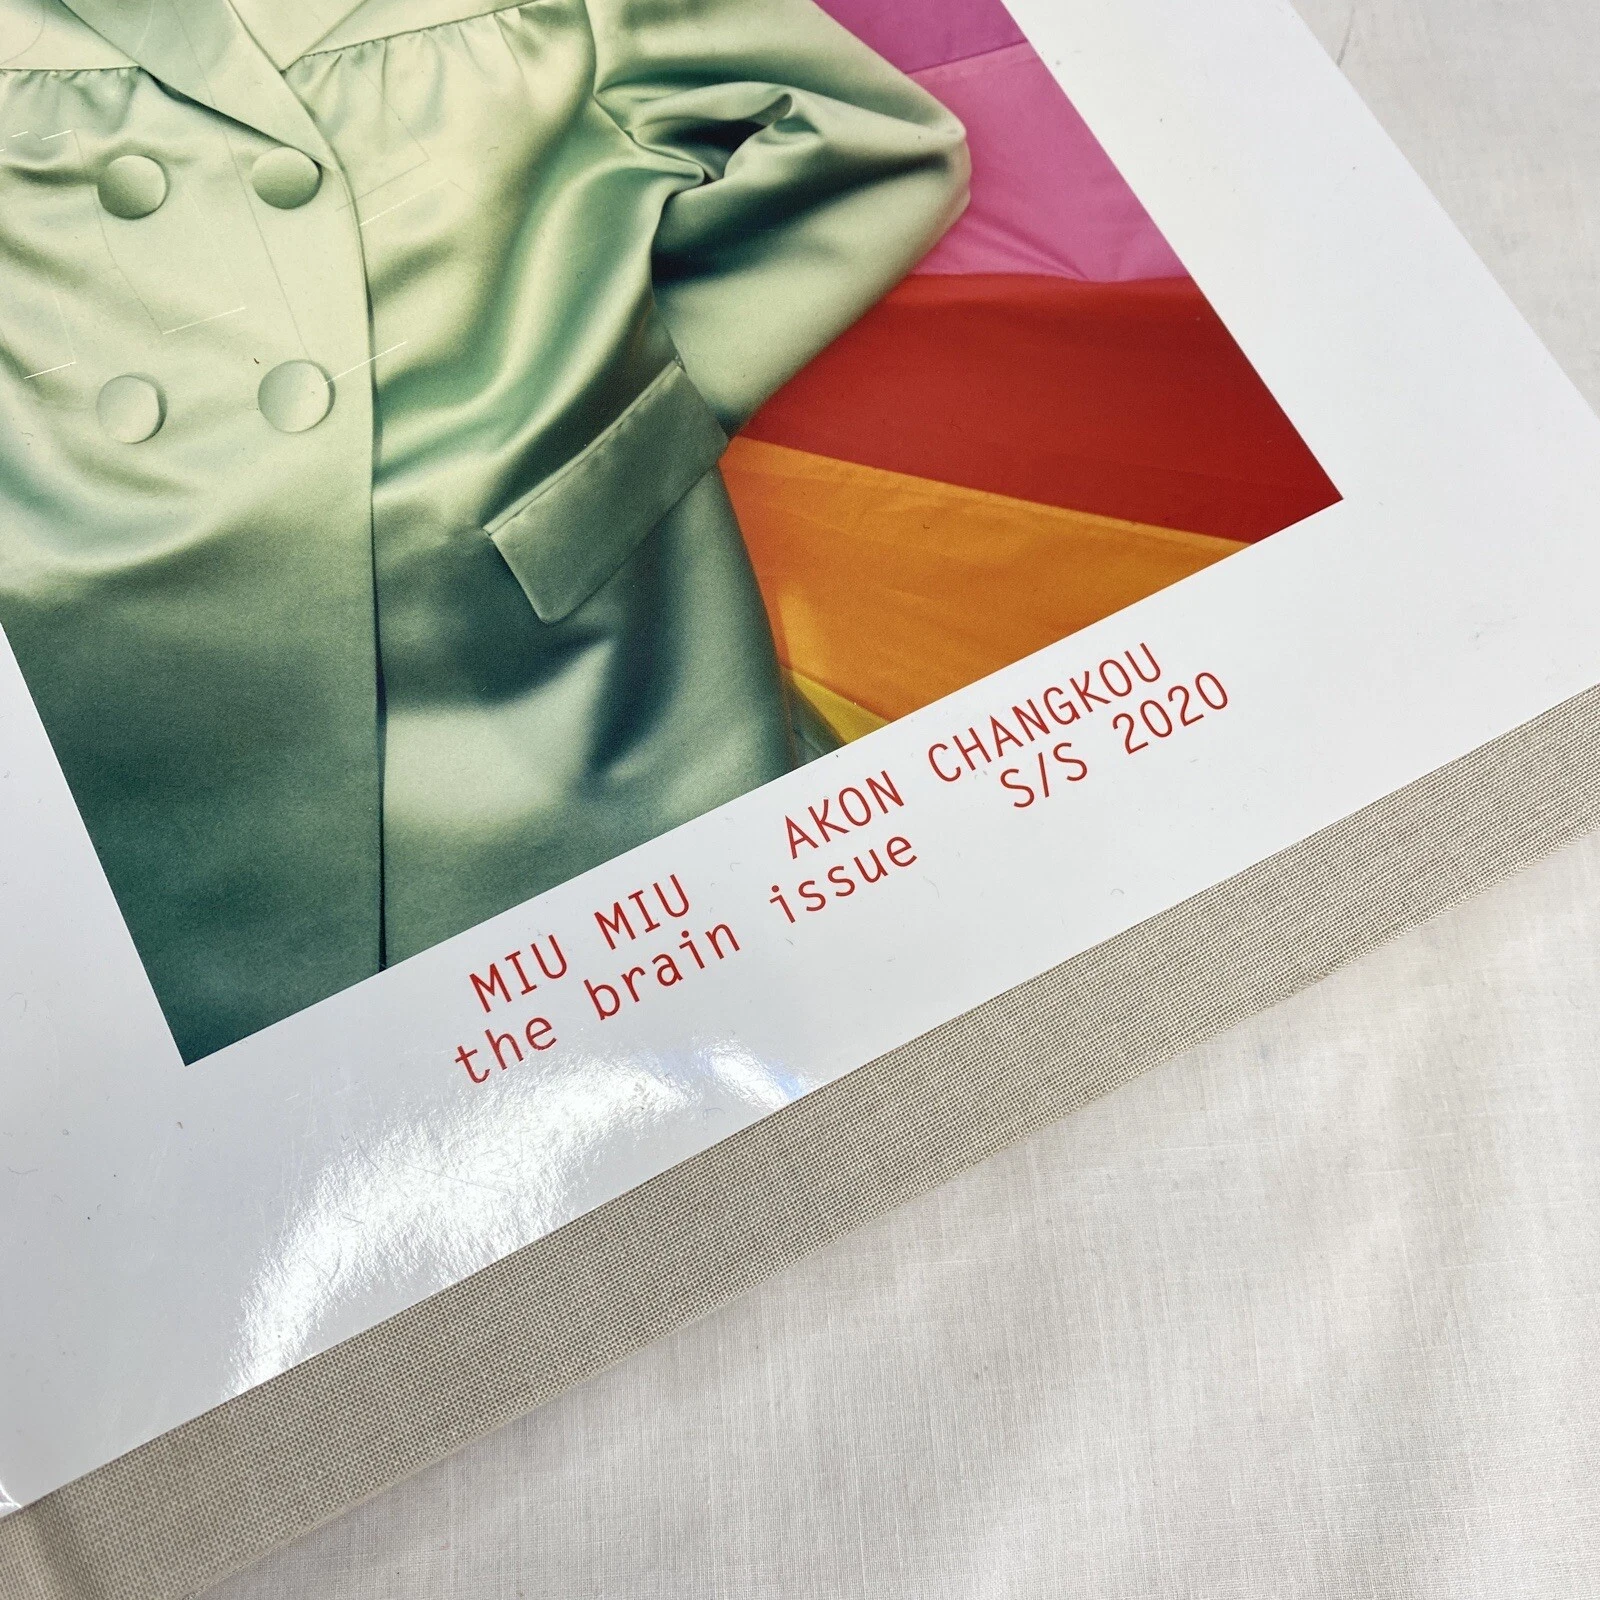 MIU MIU AKON CHANGKOU
the brain issue S/S 2020